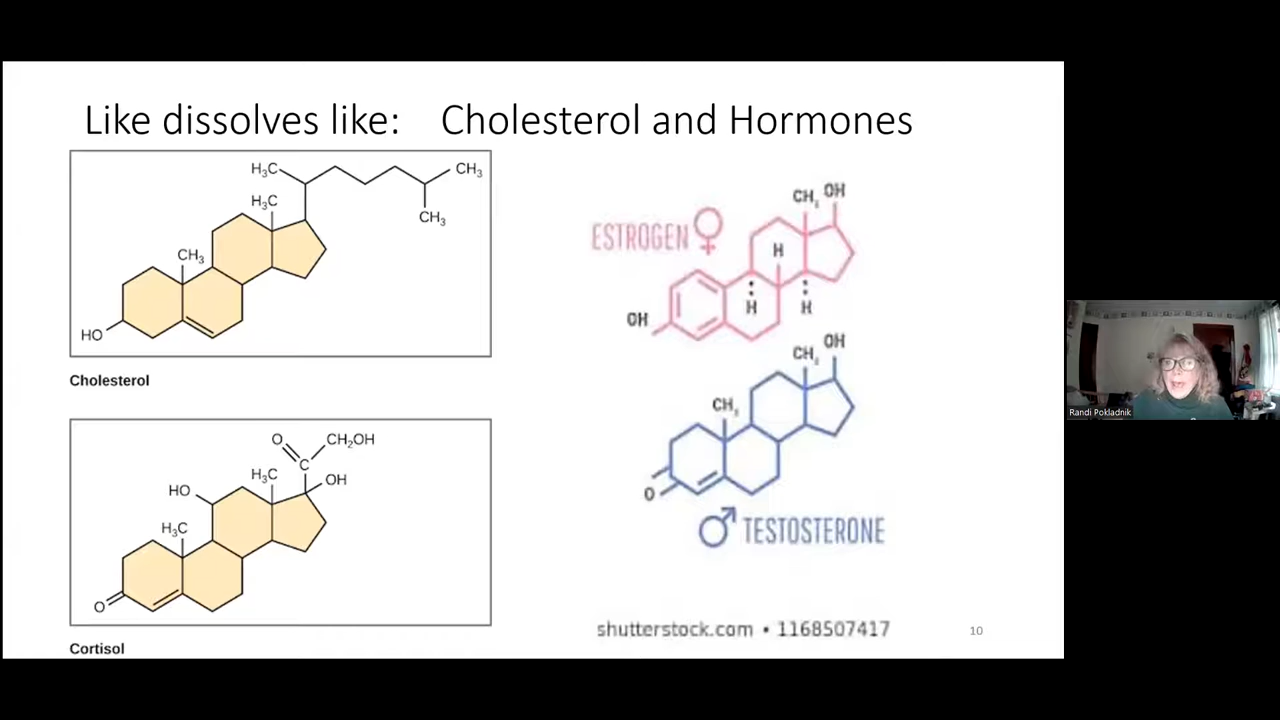 Like dissolves like: Cholesterol and Hormones
H₃C
CH₃
H₃C
CH₃
CH₃
HO
Cholesterol
O
CH₂OH
C
H₃C
OH
HO
H₃C
O
Cortisol
CH₃ OH
ESTROGEN
H
H
H
OH
CH₃ OH
CH₃
O
TESTOSTERONE
shutterstock.com • 1168507417
10
Randi Pokladnik